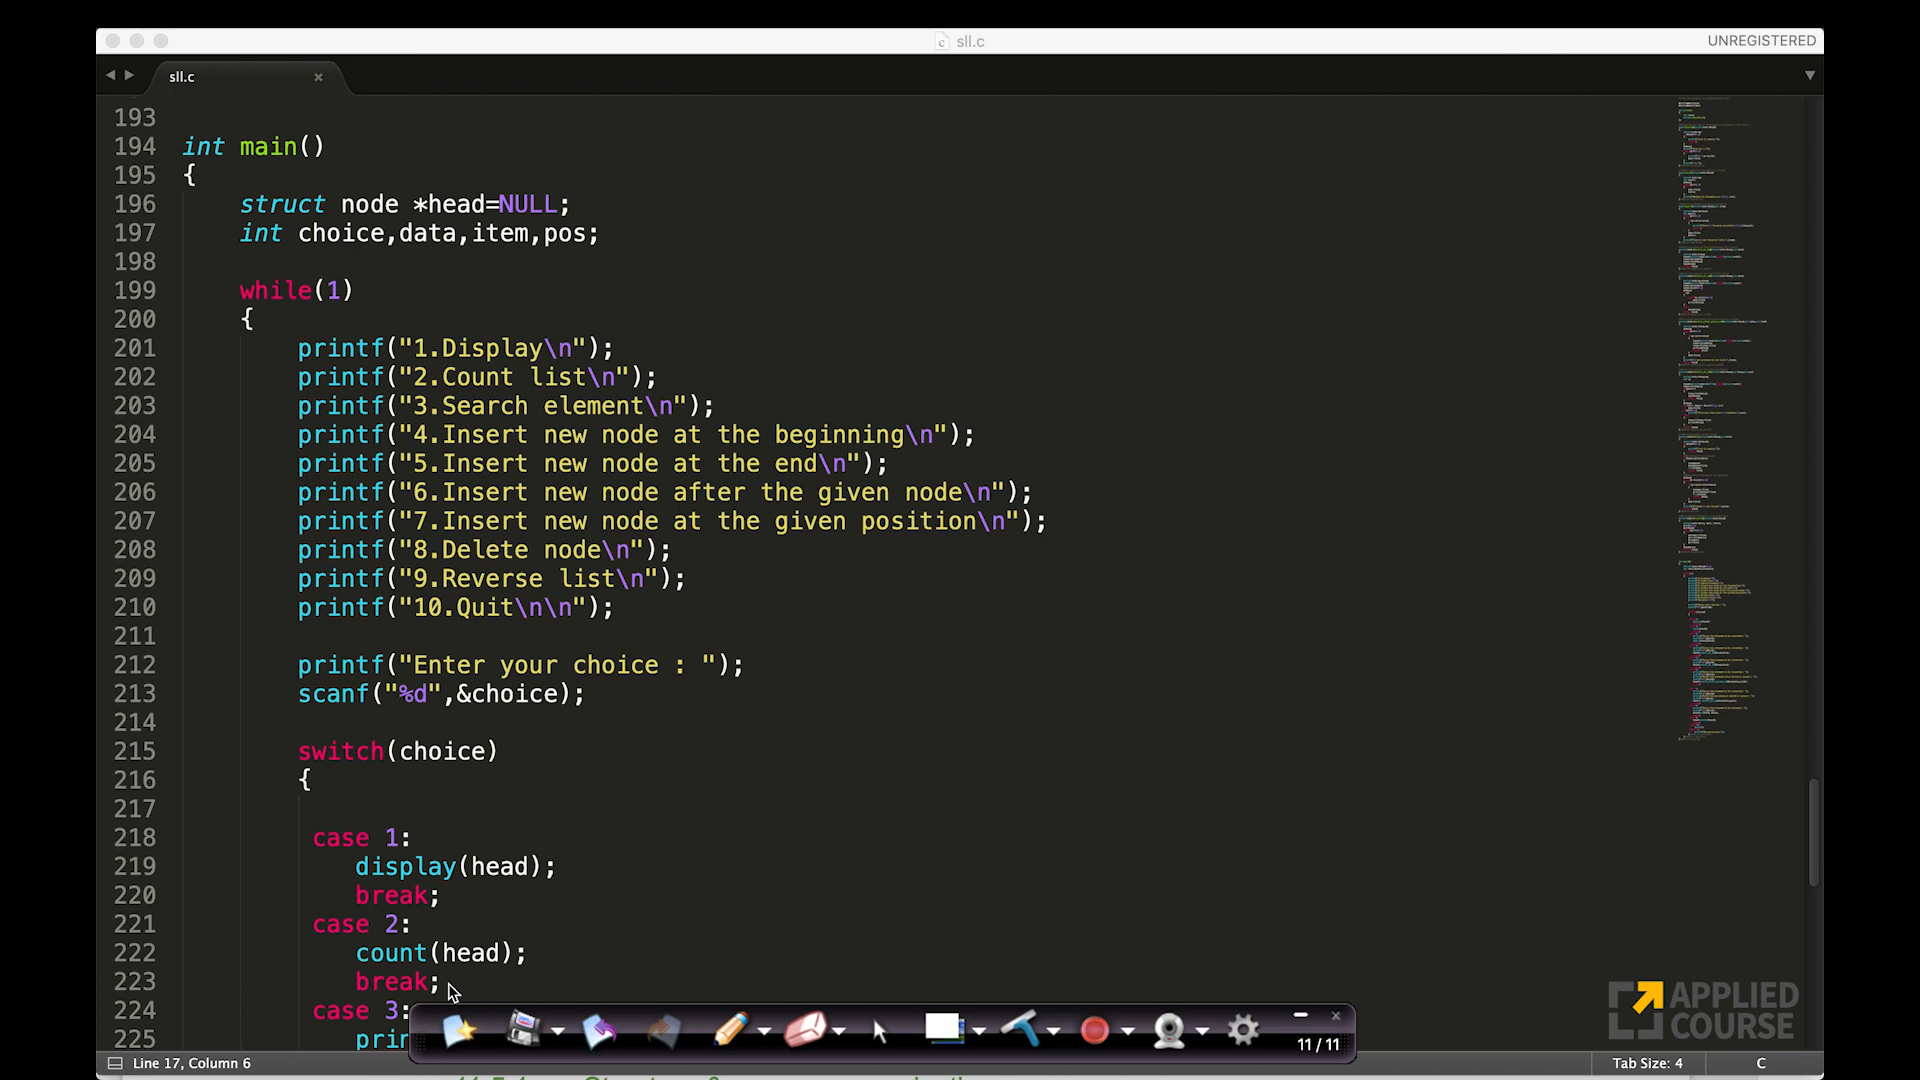 sll.c
UNREGISTERED
sll.c
193
194 int main()
195 {
196 struct node *head=NULL;
197 int choice,data,item,pos;
198
199 while(1)
200 {
201 printf("1.Display\n");
202 printf("2.Count list\n");
203 printf("3.Search element\n");
204 printf("4.Insert new node at the beginning\n");
205 printf("5.Insert new node at the end\n");
206 printf("6.Insert new node after the given node\n");
207 printf("7.Insert new node at the given position\n");
208 printf("8.Delete node\n");
209 printf("9.Reverse list\n");
210 printf("10.Quit\n\n");
211
212 printf("Enter your choice : ");
213 scanf("%d",&choice);
214
215 switch(choice)
216 {
217
218 case 1:
219 display(head);
220 break;
221 case 2:
222 count(head);
223 break;
224 case 3:
225 prin
11/11
APPLIED
COURSE
Line 17, Column 6
Tab Size: 4
C